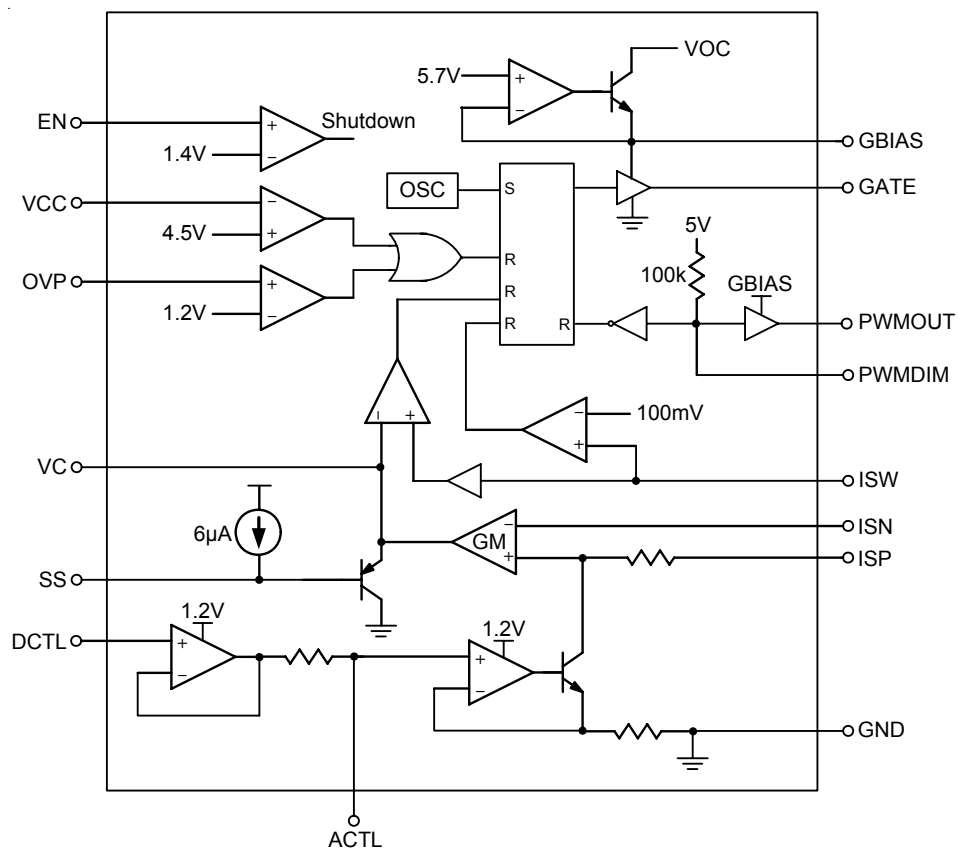 VOC
5.7V
+
−
EN
+
Shutdown
1.4V
−
GBIAS
OSC
S
GATE
VCC
−
4.5V
+
R
5V
100k
GBIAS
OVP
+
1.2V
−
R
R
R
PWMOUT
PWMDIM
−
+
−
100mV
+
VC
ISW
6µA
GM
−
+
ISN
ISP
SS
1.2V
DCTL
+
−
1.2V
+
−
GND
ACTL